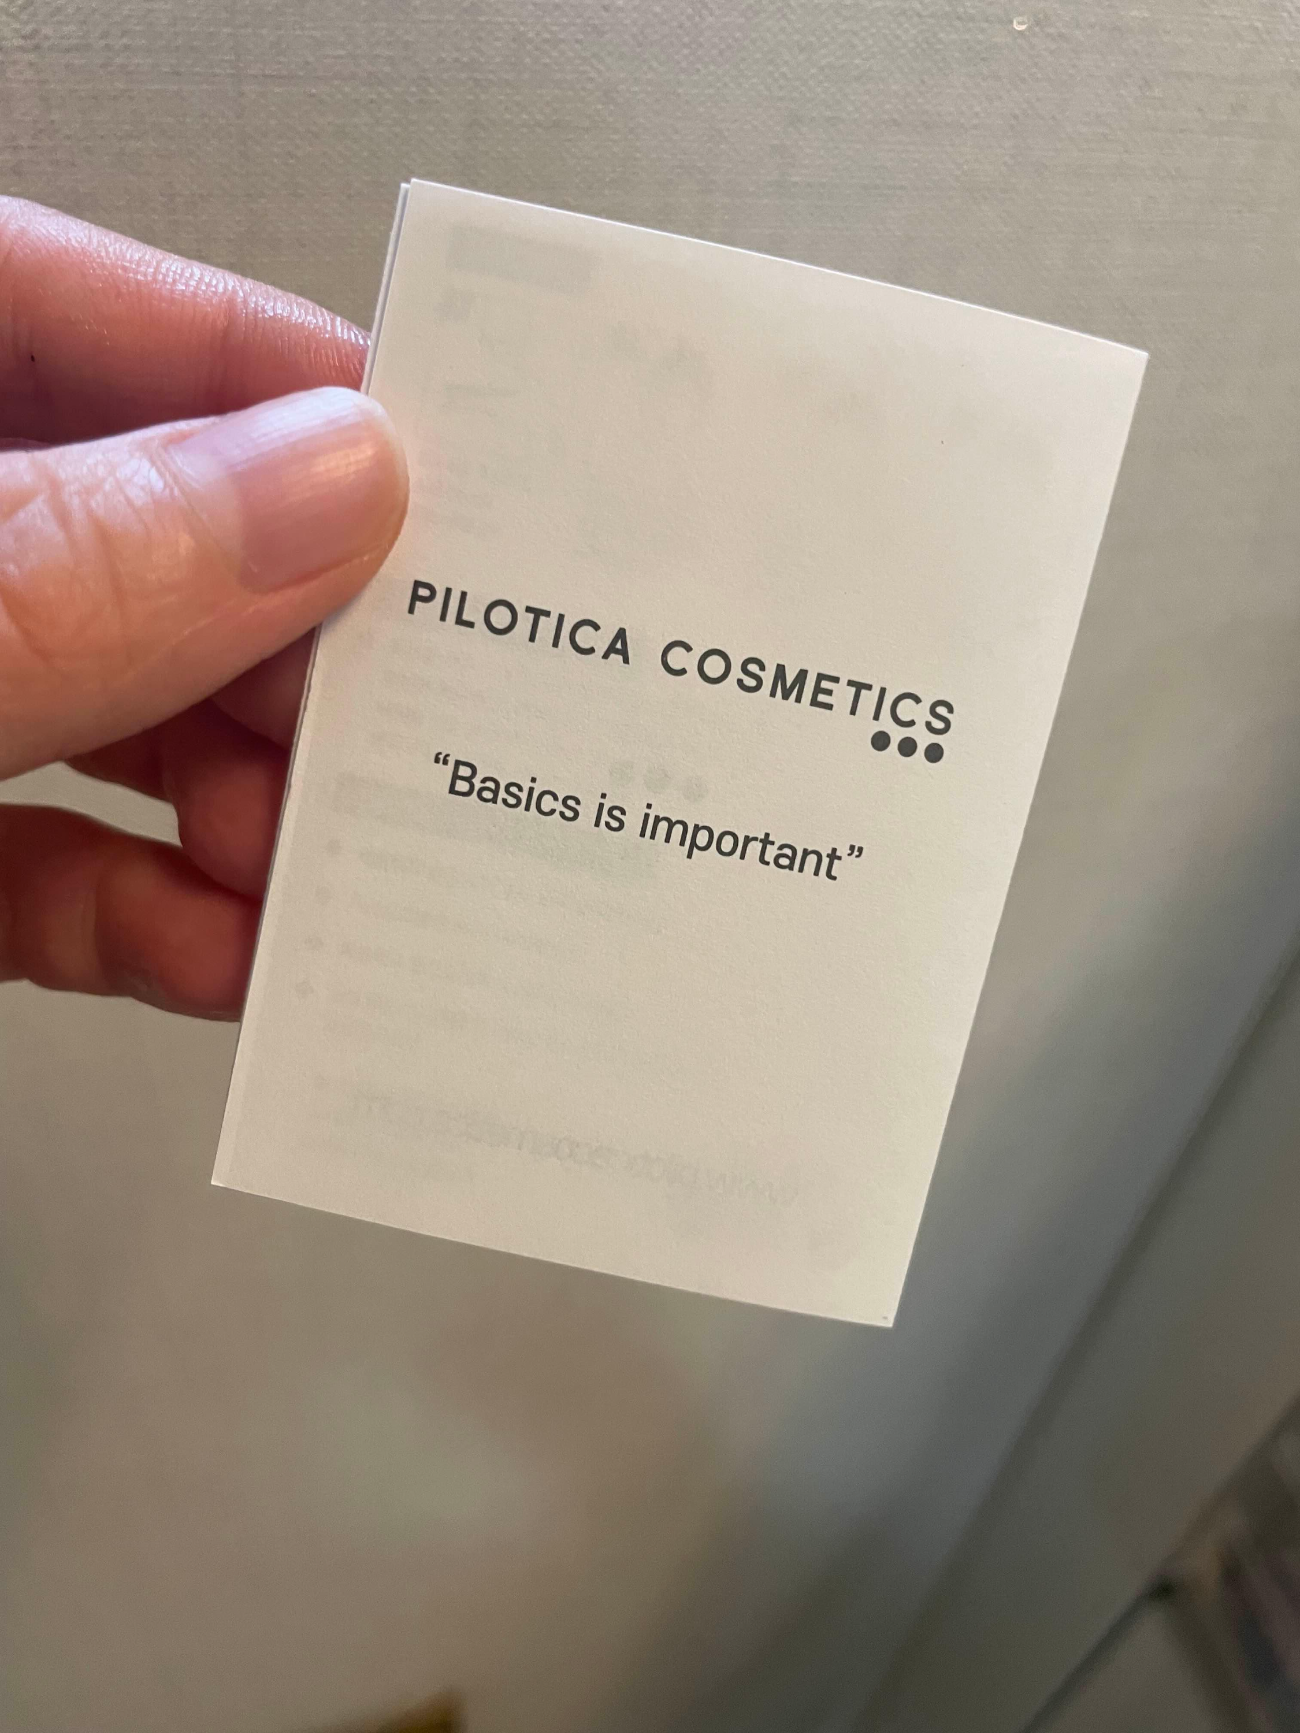 PILOTICA COSMETICS
“Basics is important”